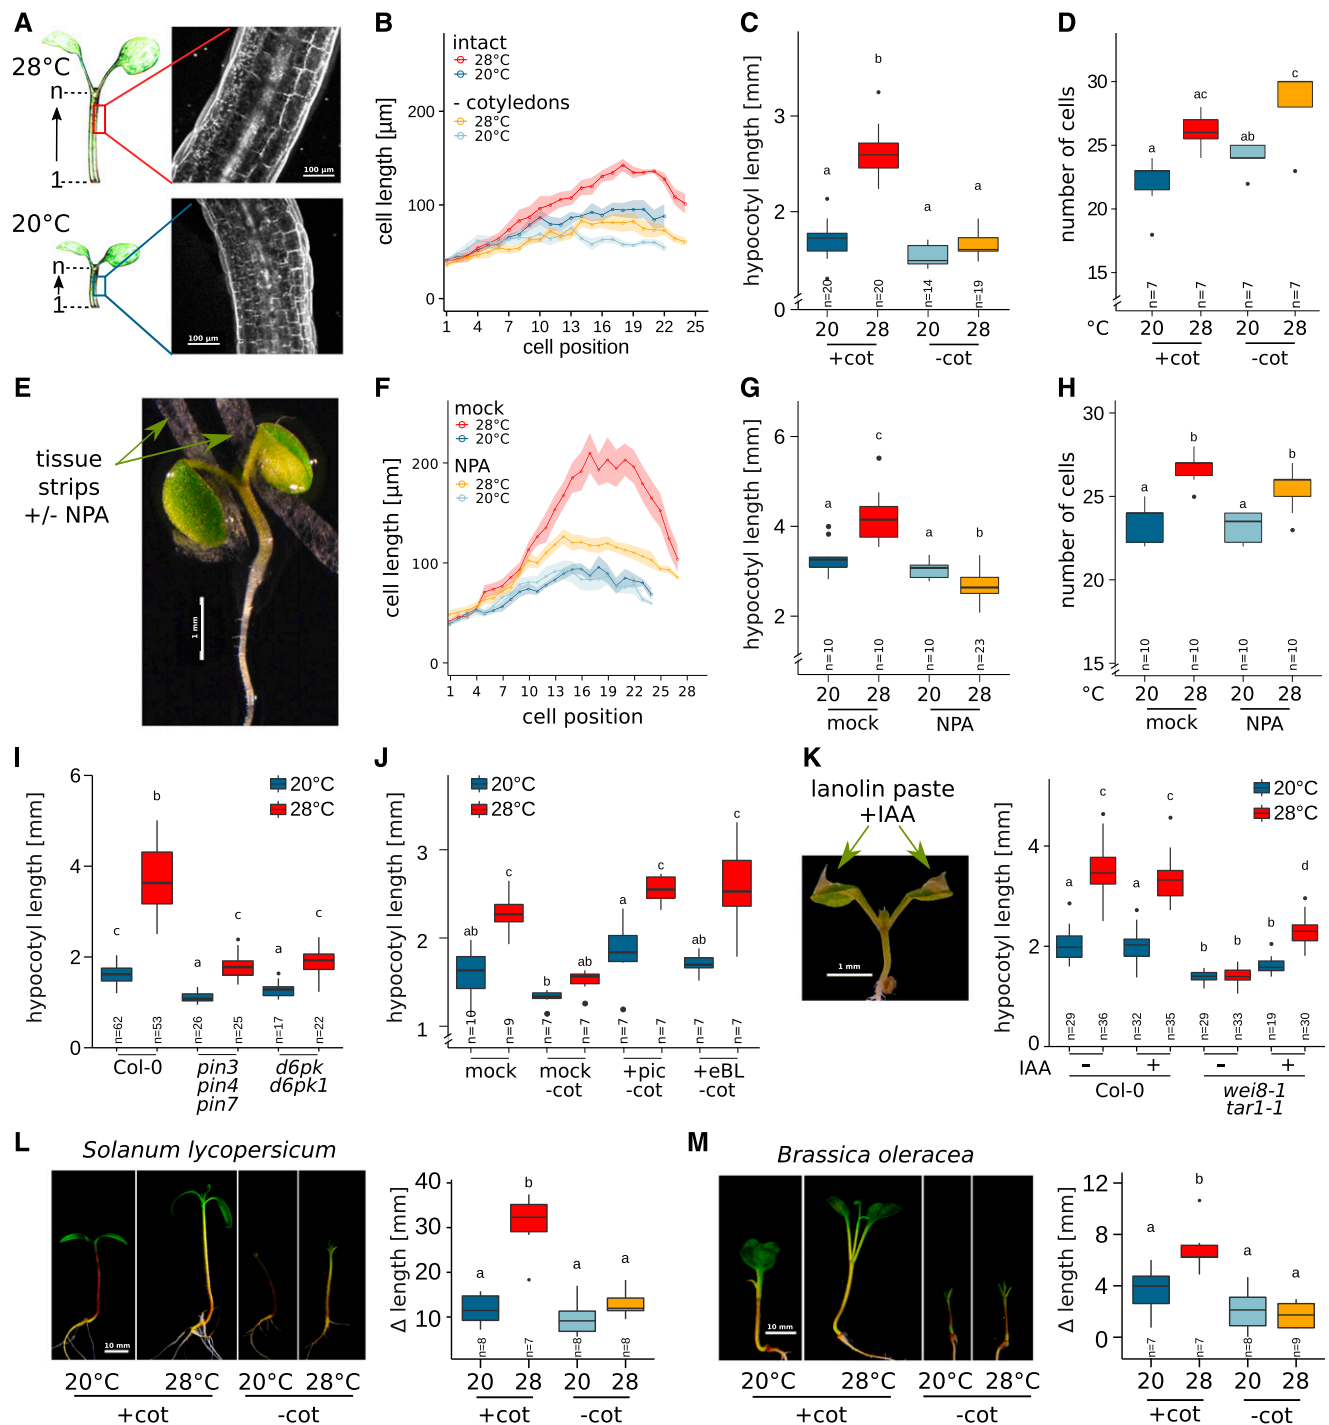 A
28°C
n
1
100 µm
20°C
n
1
100 µm
B
intact
28°C
20°C
- cotyledons
28°C
20°C
cell length [µm]
200
100
0
1 4 7 10 13 16 19 22 25
cell position
C
hypocotyl length [mm]
3
2
0
a
b
a
a
n=20
n=20
n=14
n=19
20 28 20 28
+cot -cot
D
number of cells
30
25
20
15
a
ac
ab
c
n=7
n=7
n=7
n=7
°C 20 28 20 28
+cot -cot
E
tissue
strips
+/- NPA
1 mm
F
mock
28°C
20°C
NPA
28°C
20°C
cell length [µm]
200
100
0
1 4 7 10 13 16 19 22 25 28
cell position
G
hypocotyl length [mm]
6
4
2
a
c
a
b
n=10
n=10
n=10
n=23
20 28 20 28
mock NPA
H
number of cells
30
25
20
15
a
b
a
b
n=10
n=10
n=10
n=10
°C 20 28 20 28
mock NPA
I
20°C
28°C
hypocotyl length [mm]
6
4
2
0
c
b
a
c
a
c
n=62
n=53
n=26
n=25
n=17
n=22
Col-0 pin3 d6pk
pin4 d6pk1
pin7
J
20°C
28°C
hypocotyl length [mm]
3
2
1
ab
c
b
ab
a
c
ab
c
n=10
n=9
n=7
n=7
n=7
n=7
n=7
n=7
mock mock +pic +eBL
-cot -cot -cot
K
lanolin paste
+IAA
1 mm
20°C
28°C
hypocotyl length [mm]
4
2
0
a
c
a
c
b
b
b
d
n=29
n=36
n=32
n=35
n=29
n=33
n=19
n=30
IAA - + - +
Col-0 wei8-1
tar1-1
L
Solanum lycopersicum
10 mm
20°C 28°C 20°C 28°C
+cot -cot
Δ length [mm]
40
30
20
10
a
b
a
a
n=8
n=7
n=8
n=8
20 28 20 28
+cot -cot
M
Brassica oleracea
10 mm
20°C 28°C 20°C 28°C
+cot -cot
Δ length [mm]
12
8
4
0
a
b
a
a
n=7
n=7
n=8
n=9
20 28 20 28
+cot -cot